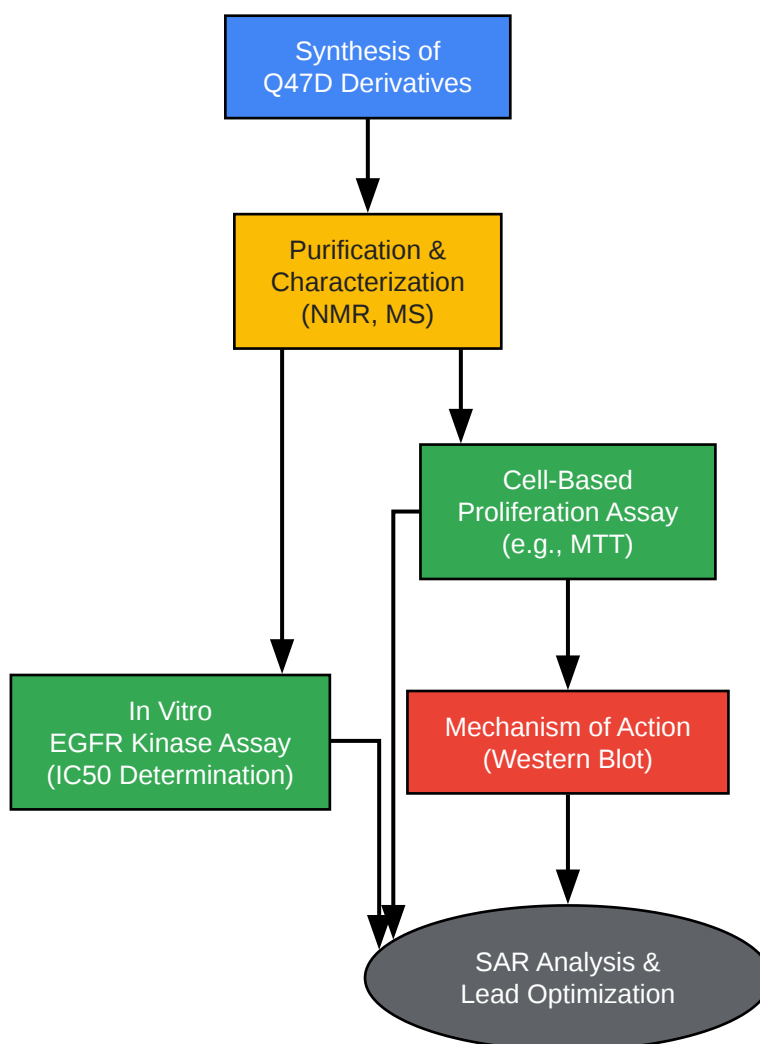 Synthesis of
Q47D Derivatives
Purification &
Characterization
(NMR, MS)
Cell-Based
Proliferation Assay
(e.g., MTT)
In Vitro
EGFR Kinase Assay
(IC50 Determination)
Mechanism of Action
(Western Blot)
SAR Analysis &
Lead Optimization